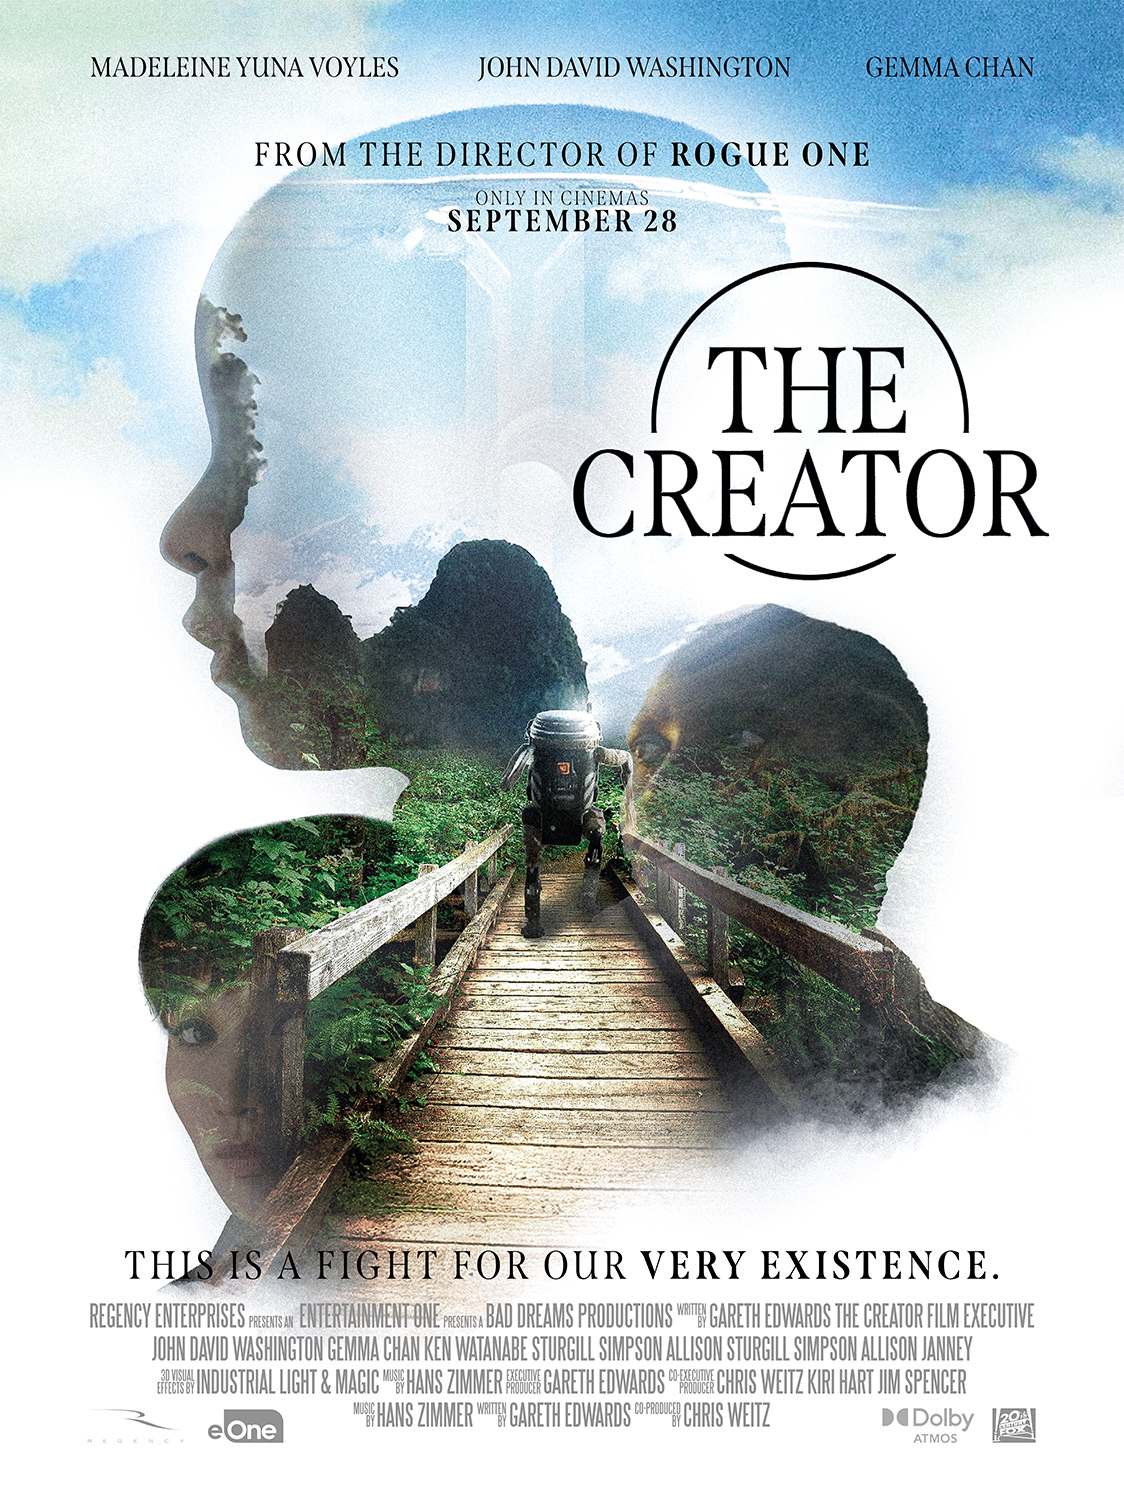 MADELEINE YUNA VOYLES JOHN DAVID WASHINGTON GEMMA CHAN
FROM THE DIRECTOR OF ROGUE ONE
ONLY IN CINEMAS
SEPTEMBER 28
THE
CREATOR
THIS IS A FIGHT FOR OUR VERY EXISTENCE.
REGENCY ENTERPRISES PRESENTS AN ENTERTAINMENT ONE PRESENTS A BAD DREAMS PRODUCTIONS WRITTEN BY GARETH EDWARDS THE CREATOR FILM EXECUTIVE
JOHN DAVID WASHINGTON GEMMA CHAN KEN WATANABE STURGILL SIMPSON ALLISON STURGILL SIMPSON ALLISON JANNEY
3D VISUAL EFFECTS BY INDUSTRIAL LIGHT & MAGIC MUSIC BY HANS ZIMMER EXECUTIVE PRODUCER GARETH EDWARDS CO-EXECUTIVE PRODUCER CHRIS WEITZ KIRI HART JIM SPENCER
MUSIC BY HANS ZIMMER WRITTEN BY GARETH EDWARDS CO-PRODUCED BY CHRIS WEITZ
REGENCY
eOne
Dolby
ATMOS
20TH CENTURY FOX